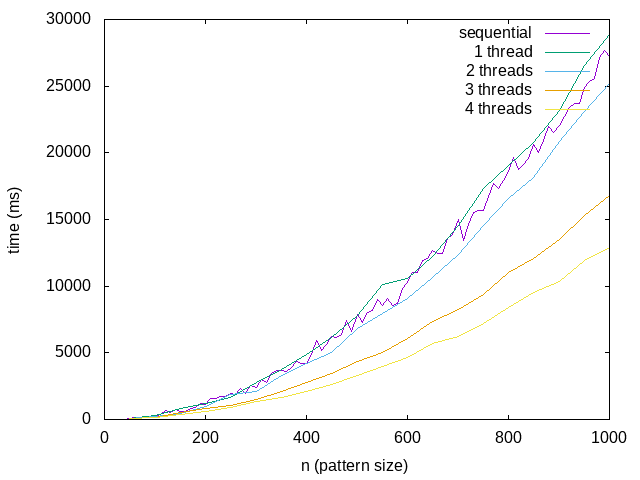 30000
25000
20000
15000
10000
5000
0
time (ms)
sequential
1 thread
2 threads
3 threads
4 threads
0 200 400 600 800 1000
n (pattern size)